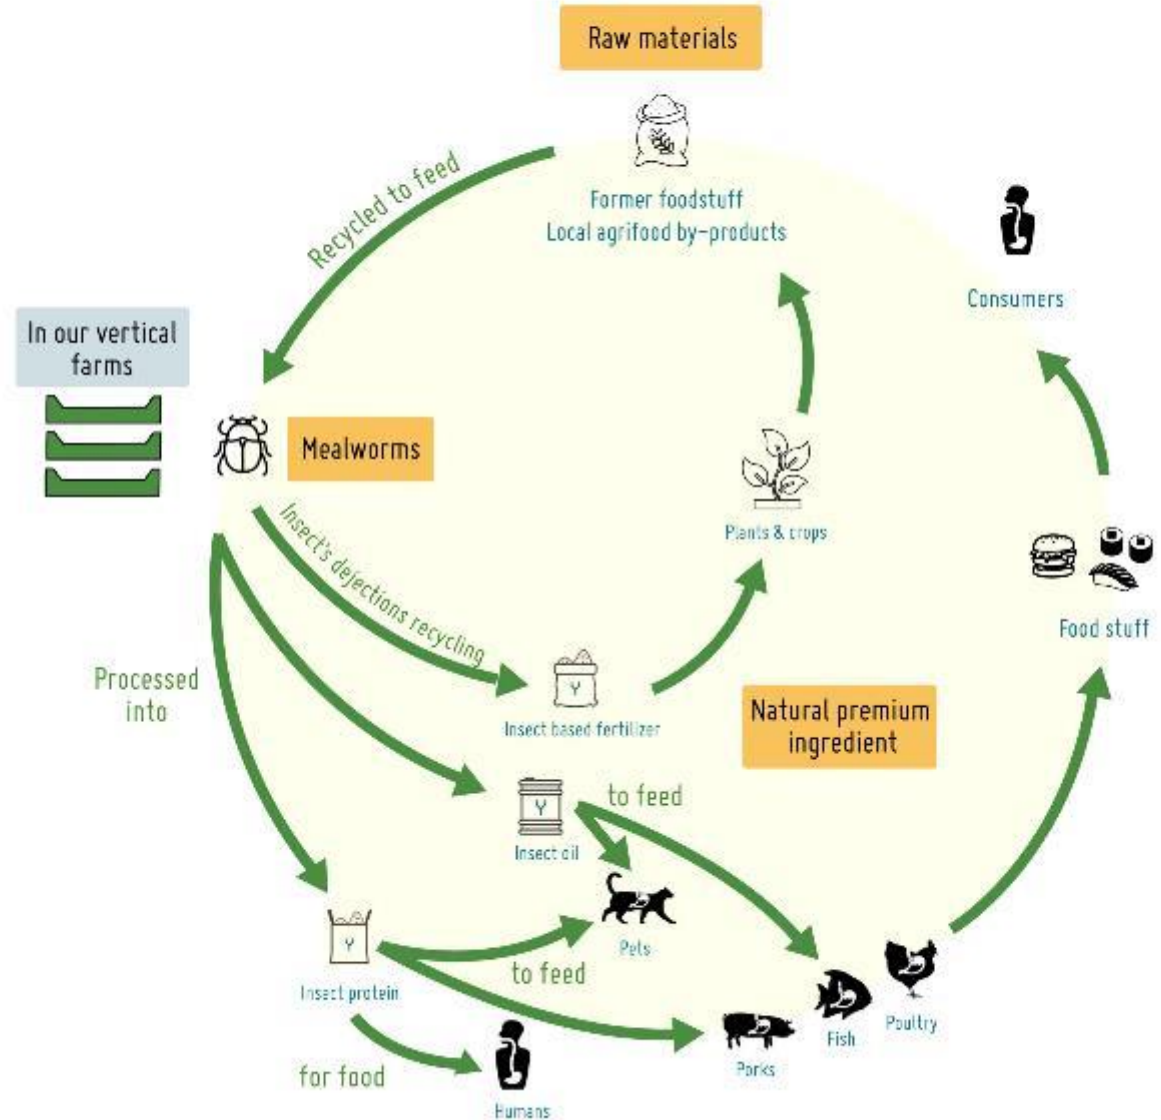 Raw materials
Recycled to feed
Former foodstuff
Local agrifood by-products
Consumers
In our vertical
farms
Mealworms
Insect's dejections recycling
Plants & crops
Food stuff
Processed
into
Insect based fertilizer
Natural premium
ingredient
Y
Y
to feed
Insect oil
Y
Pets
to feed
Insect protein
Poultry
Fish
Porks
for food
Humans